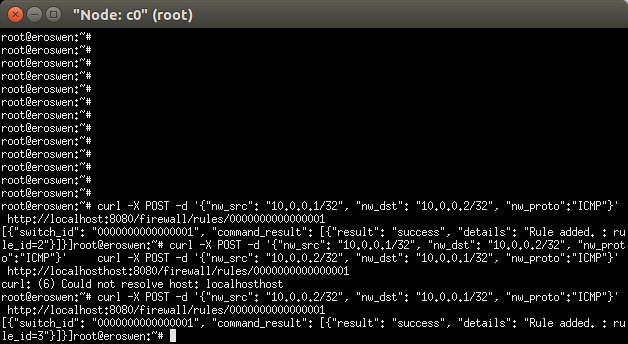 "Node: c0" (root)
root@eroswen:~#
root@eroswen:~#
root@eroswen:~#
root@eroswen:~#
root@eroswen:~#
root@eroswen:~#
root@eroswen:~#
root@eroswen:~#
root@eroswen:~#
root@eroswen:~#
root@eroswen:~#
root@eroswen:~#
root@eroswen:~#
root@eroswen:~# curl -X POST -d '{"nw_src": "10.0.0.1/32", "nw_dst": "10.0.0.2/32", "nw_proto":"ICMP"}'
http://localhost:8080/firewall/rules/0000000000000001
[{"switch_id": "0000000000000001", "command_result": [{"result": "success", "details": "Rule added. : ru
le_id=2"}]}]root@eroswen:~# curl -X POST -d '{"nw_src": "10.0.0.1/32", "nw_dst": "10.0.0.2/32", "nw_prot
o":"ICMP"}'     curl -X POST -d '{"nw_src": "10.0.0.2/32", "nw_dst": "10.0.0.1/32", "nw_proto":"ICMP"}'
http://localhosthost:8080/firewall/rules/0000000000000001
curl: (6) Could not resolve host: localhosthost
root@eroswen:~# curl -X POST -d '{"nw_src": "10.0.0.2/32", "nw_dst": "10.0.0.1/32", "nw_proto":"ICMP"}'
http://localhost:8080/firewall/rules/0000000000000001
[{"switch_id": "0000000000000001", "command_result": [{"result": "success", "details": "Rule added. : ru
le_id=3"}]}]root@eroswen:~#